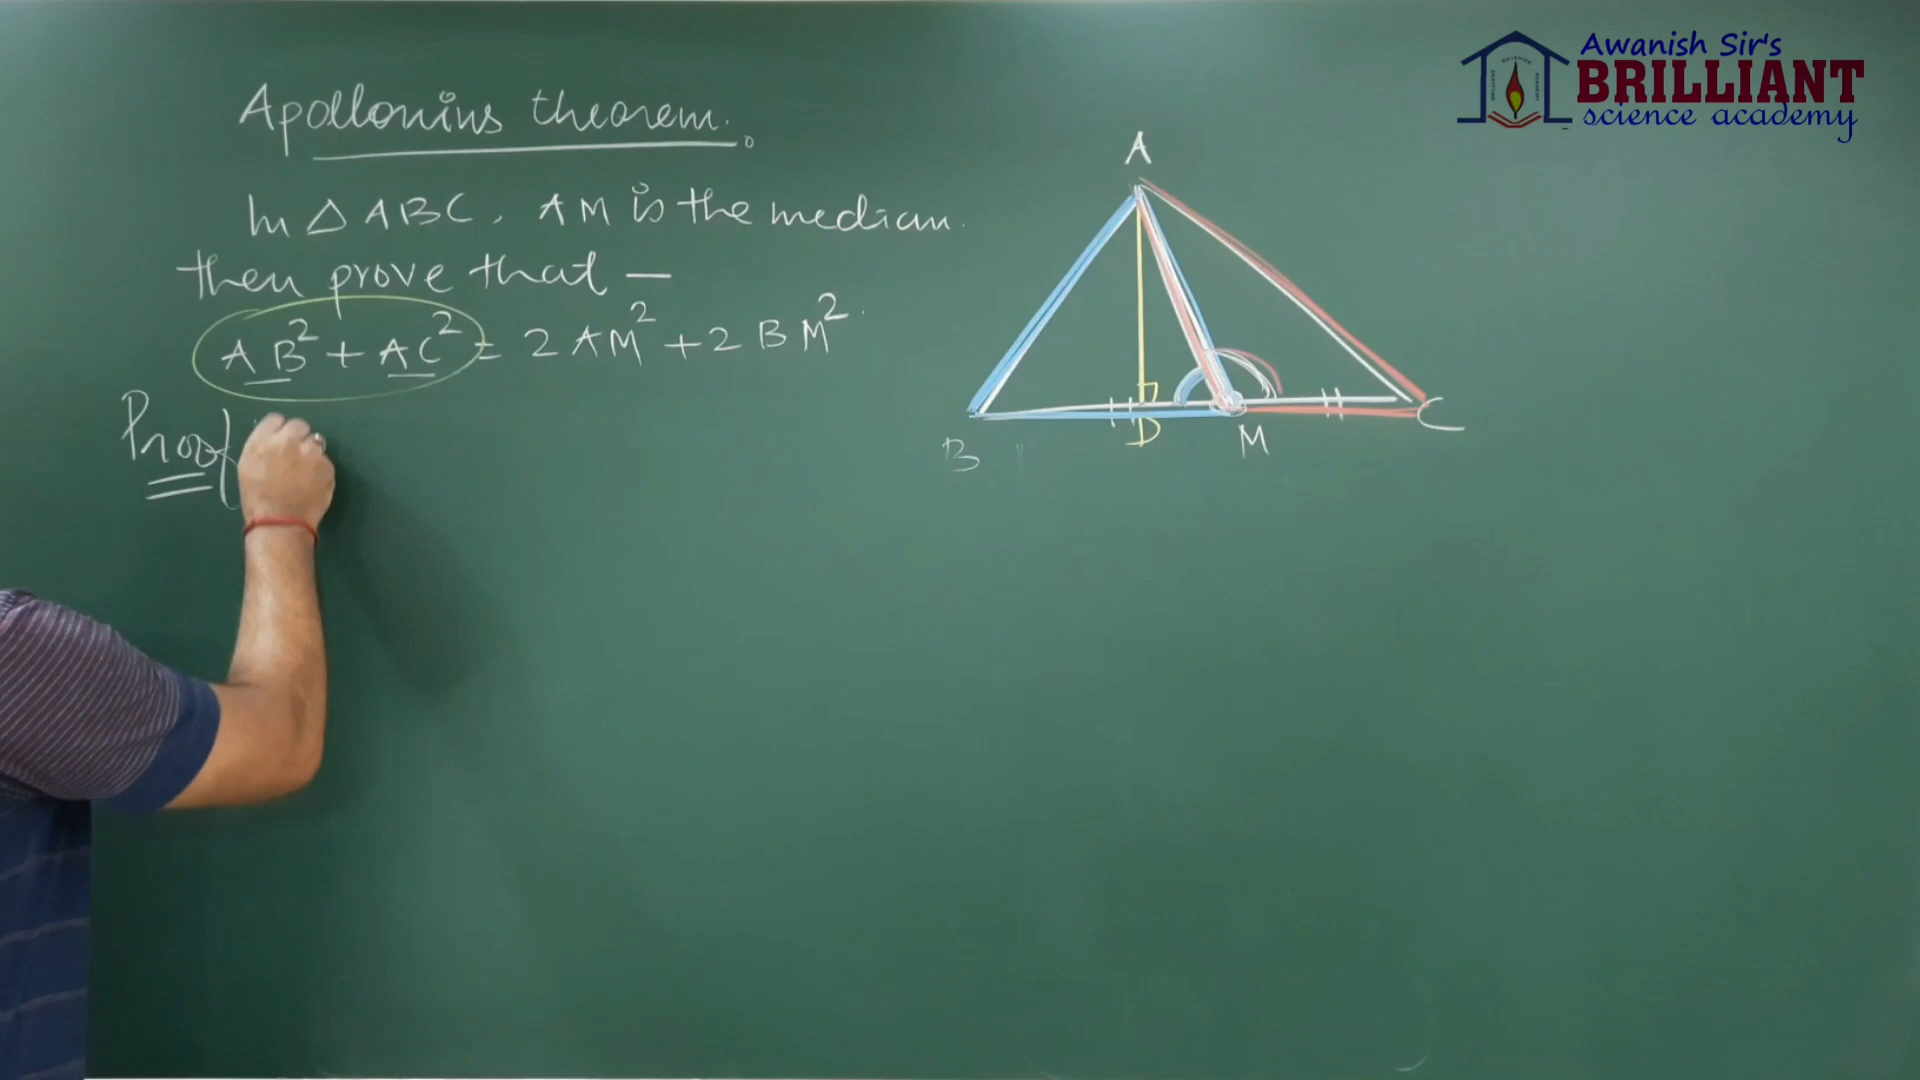 Apollonius theorem.
In △ ABC, AM is the median.
then prove that —
AB² + AC² = 2AM² + 2BM².
Proof
A
B
D
M
C
Awanish Sir's
BRILLIANT
science academy